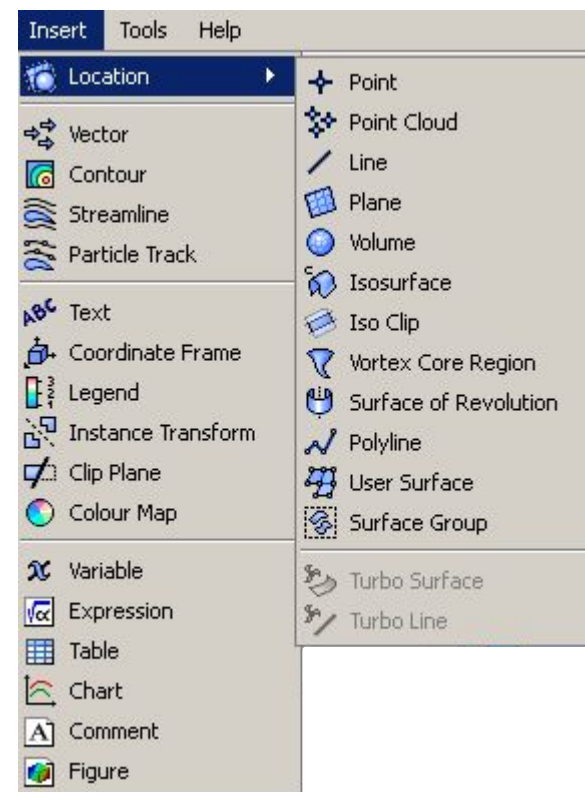 Insert Tools Help
Location
Vector
Contour
Streamline
Particle Track
ABC Text
Coordinate Frame
Legend
Instance Transform
Clip Plane
Colour Map
Variable
Expression
Table
Chart
Comment
Figure
Point
Point Cloud
Line
Plane
Volume
Isosurface
Iso Clip
Vortex Core Region
Surface of Revolution
Polyline
User Surface
Surface Group
Turbo Surface
Turbo Line